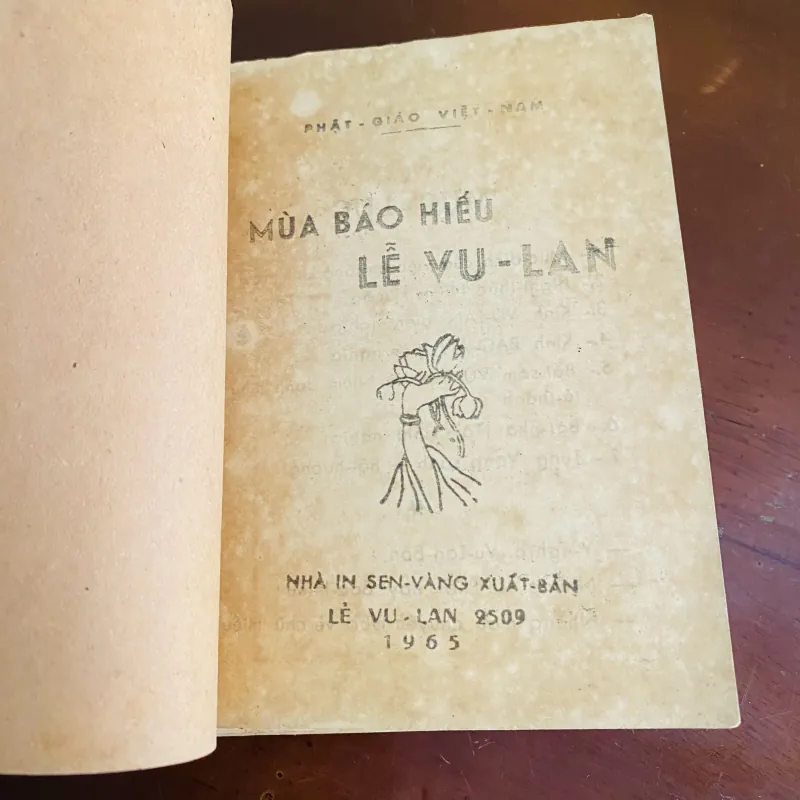 PHẬT - GIÁO VIỆT - NAM
MÙA BÁO HIẾU
LỄ VU - LAN
NHÀ IN SEN-VÀNG XUẤT-BẢN
LỄ VU - LAN 2509
1965